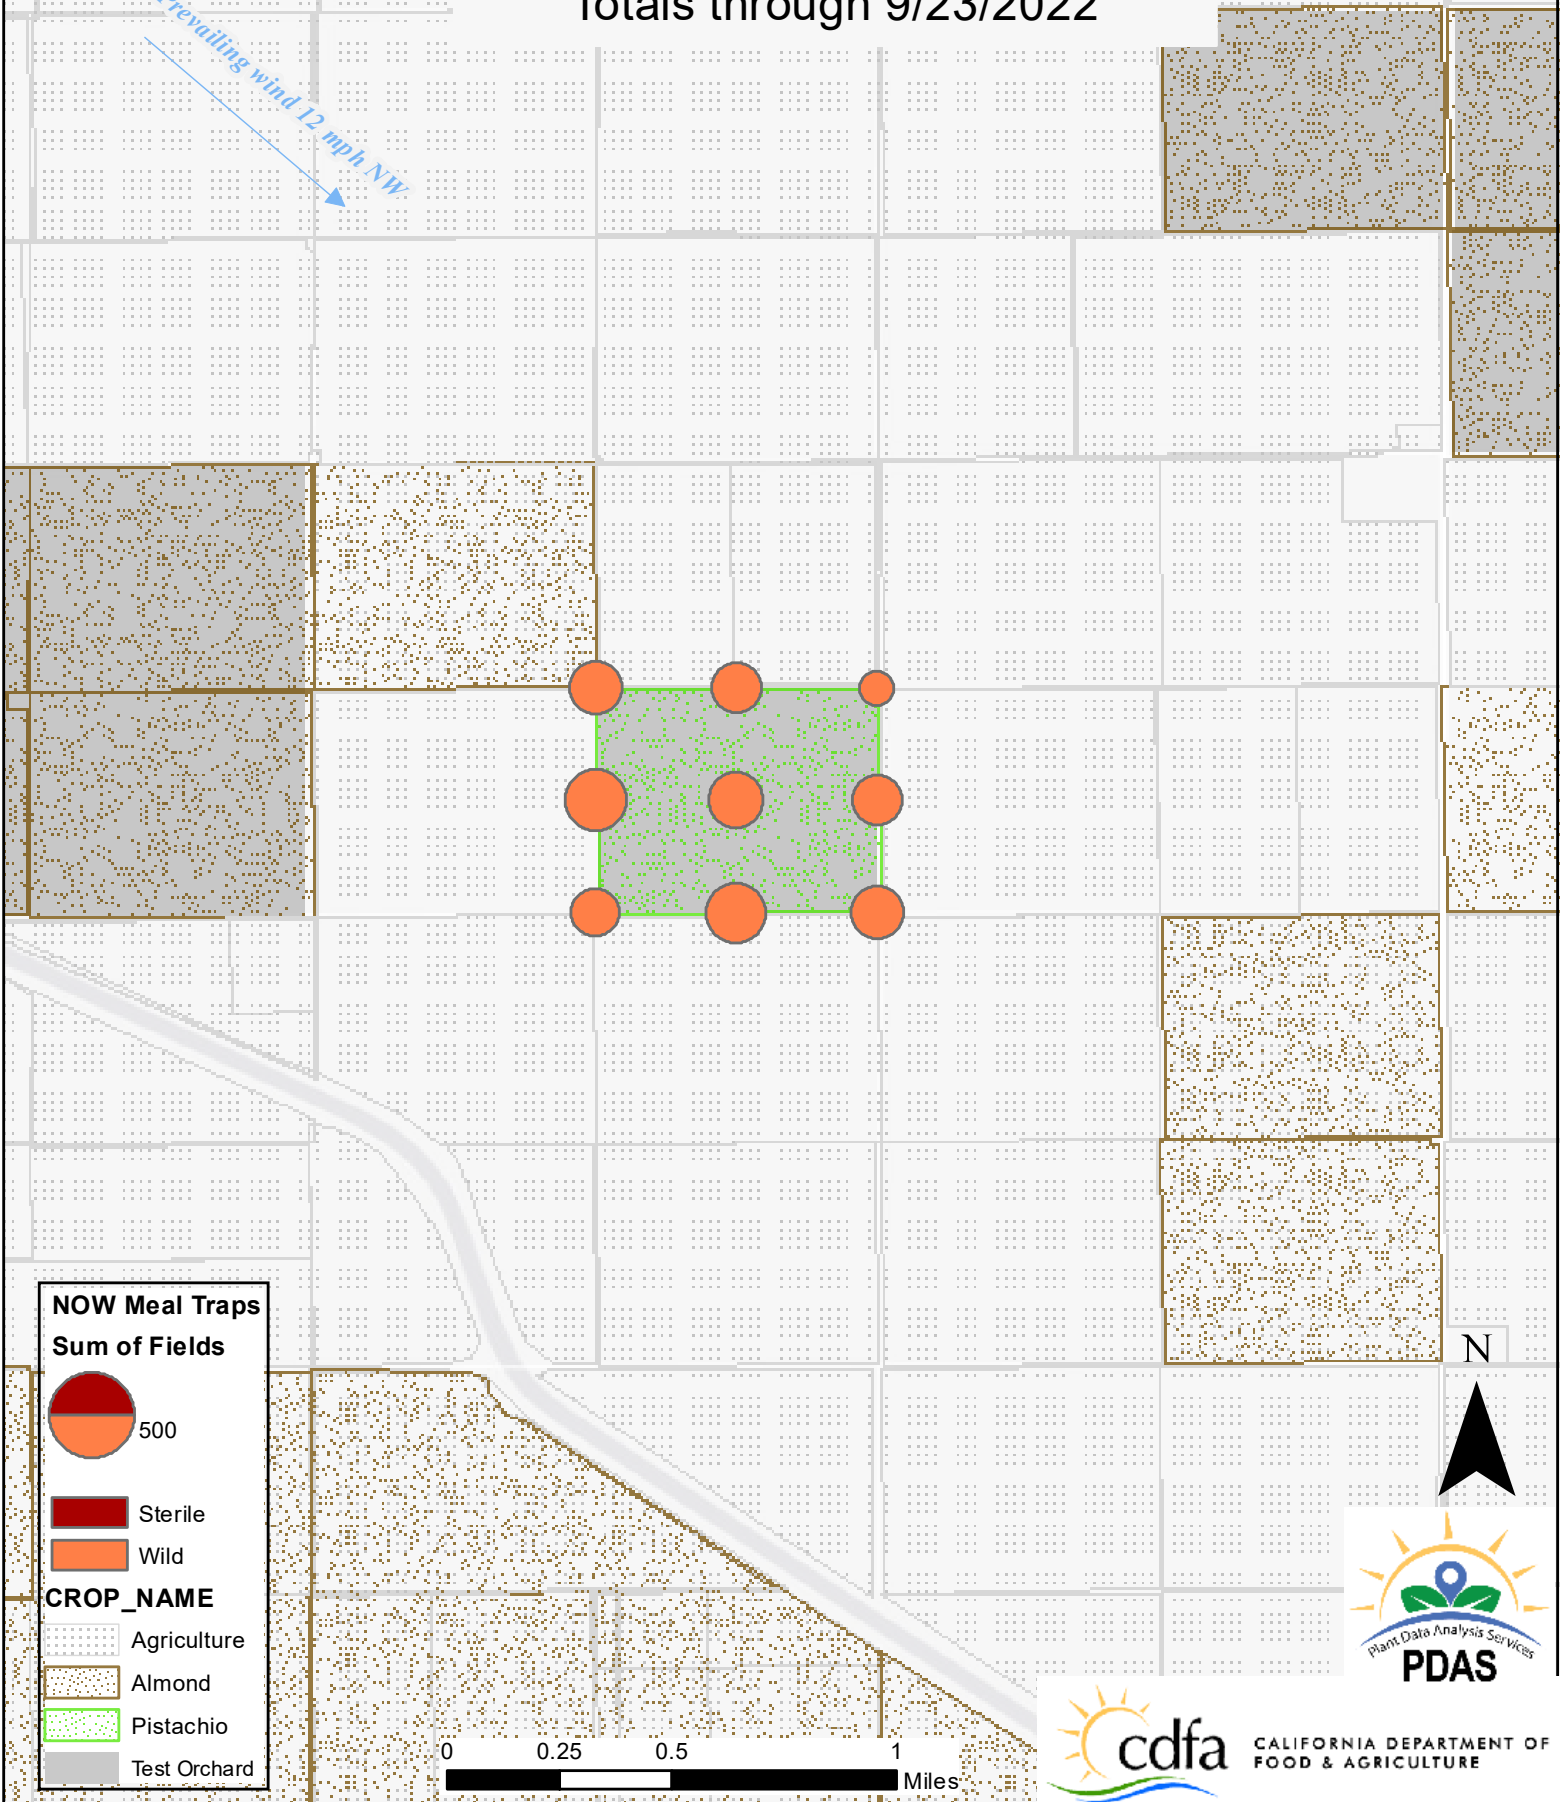 Totals through 9/23/2022
Prevailing wind 12 mph NW
NOW Meal Traps
Sum of Fields
500
Sterile
Wild
CROP_NAME
Agriculture
Almond
Pistachio
Test Orchard
0 0.25 0.5 1
Miles
N
Plant Data Analysis Services
PDAS
cdfa
CALIFORNIA DEPARTMENT OF
FOOD & AGRICULTURE